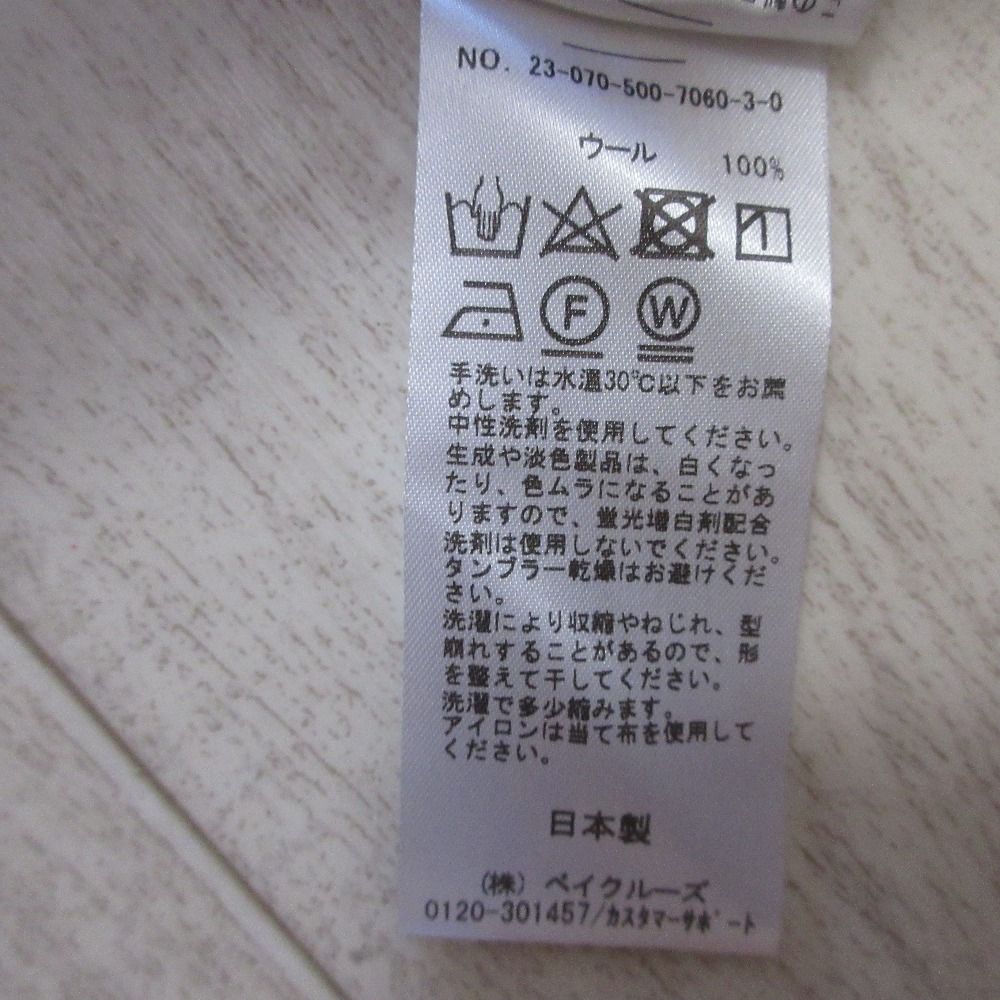 NO. 23-070-500-7060-3-0
ウール 100%
F W
手洗いは水温30℃以下をお薦
めします。
中性洗剤を使用してください。
生成や淡色製品は、白くなっ
たり、色ムラになることがあ
りますので、蛍光増白剤配合
洗剤は使用しないでください。
タンブラー乾燥はお避けくだ
さい。
洗濯により収縮やねじれ、型
崩れすることがあるので、形
を整えて干してください。
洗濯で多少縮みます。
アイロンは当て布を使用して
ください。
日本製
(株) ベイクルーズ
0120-301457/カスタマーサポート